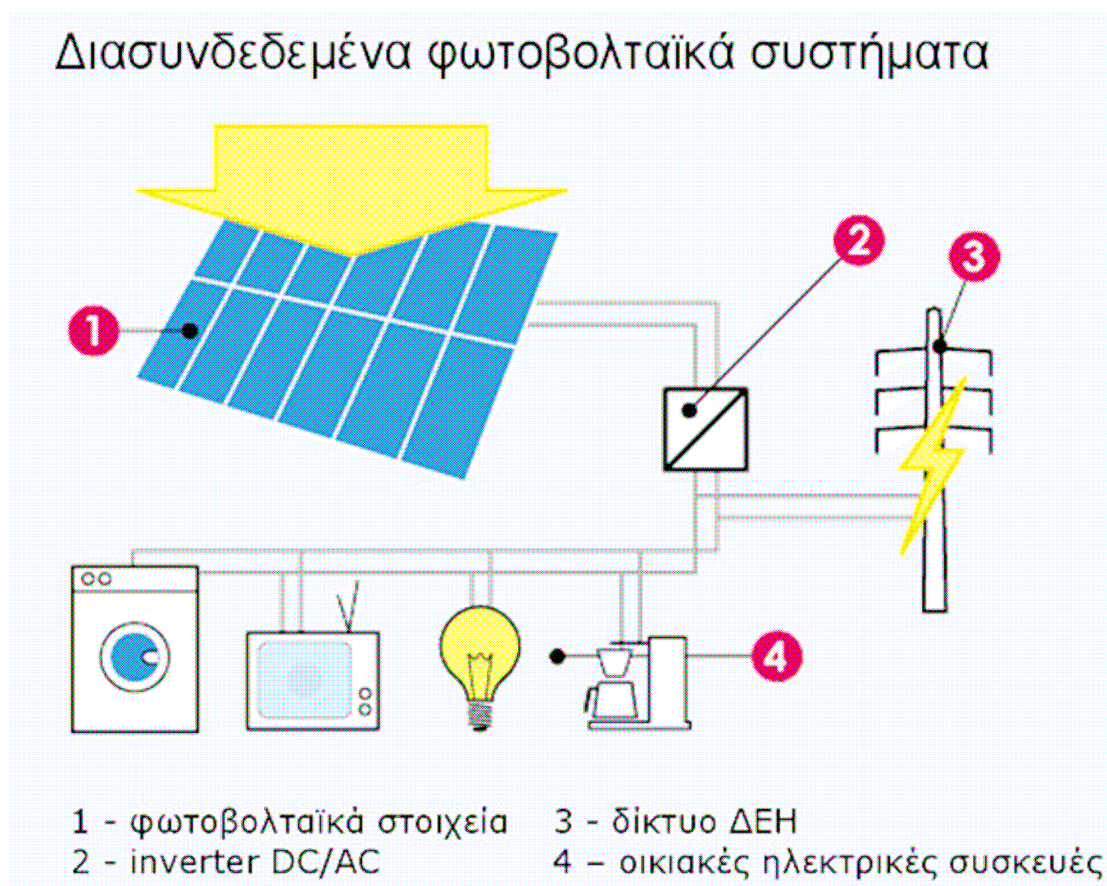 Διασυνδεδεμένα φωτοβολταϊκά συστήματα
2
3
1
4
1 - φωτοβολταϊκά στοιχεία
2 - inverter DC/AC
3 - δίκτυο ΔΕΗ
4 – οικιακές ηλεκτρικές συσκευές